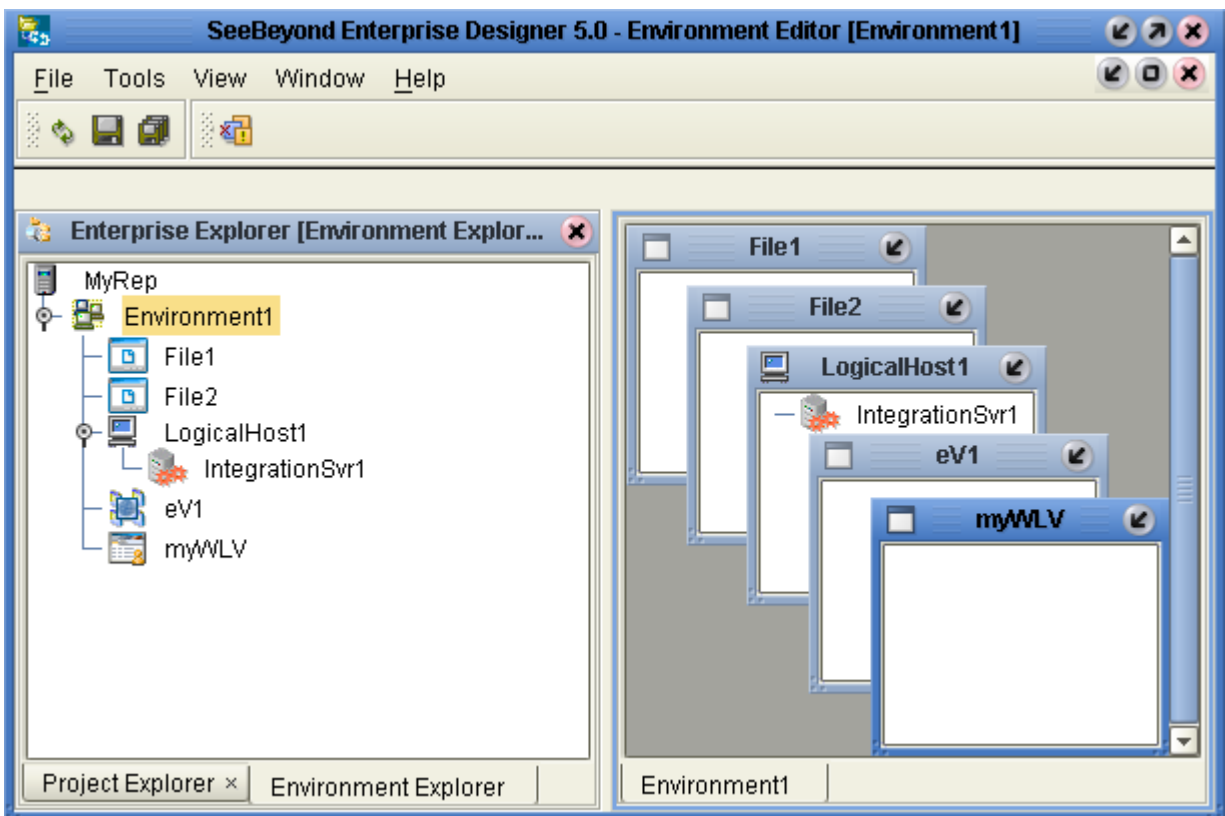 SeeBeyond Enterprise Designer 5.0 - Environment Editor [Environment1]
File Tools View Window Help
Enterprise Explorer [Environment Explor...
MyRep
Environment1
File1
File2
LogicalHost1
IntegrationSvr1
eV1
myWLV
Project Explorer × Environment Explorer
File1
File2
LogicalHost1
IntegrationSvr1
eV1
myWLV
Environment1